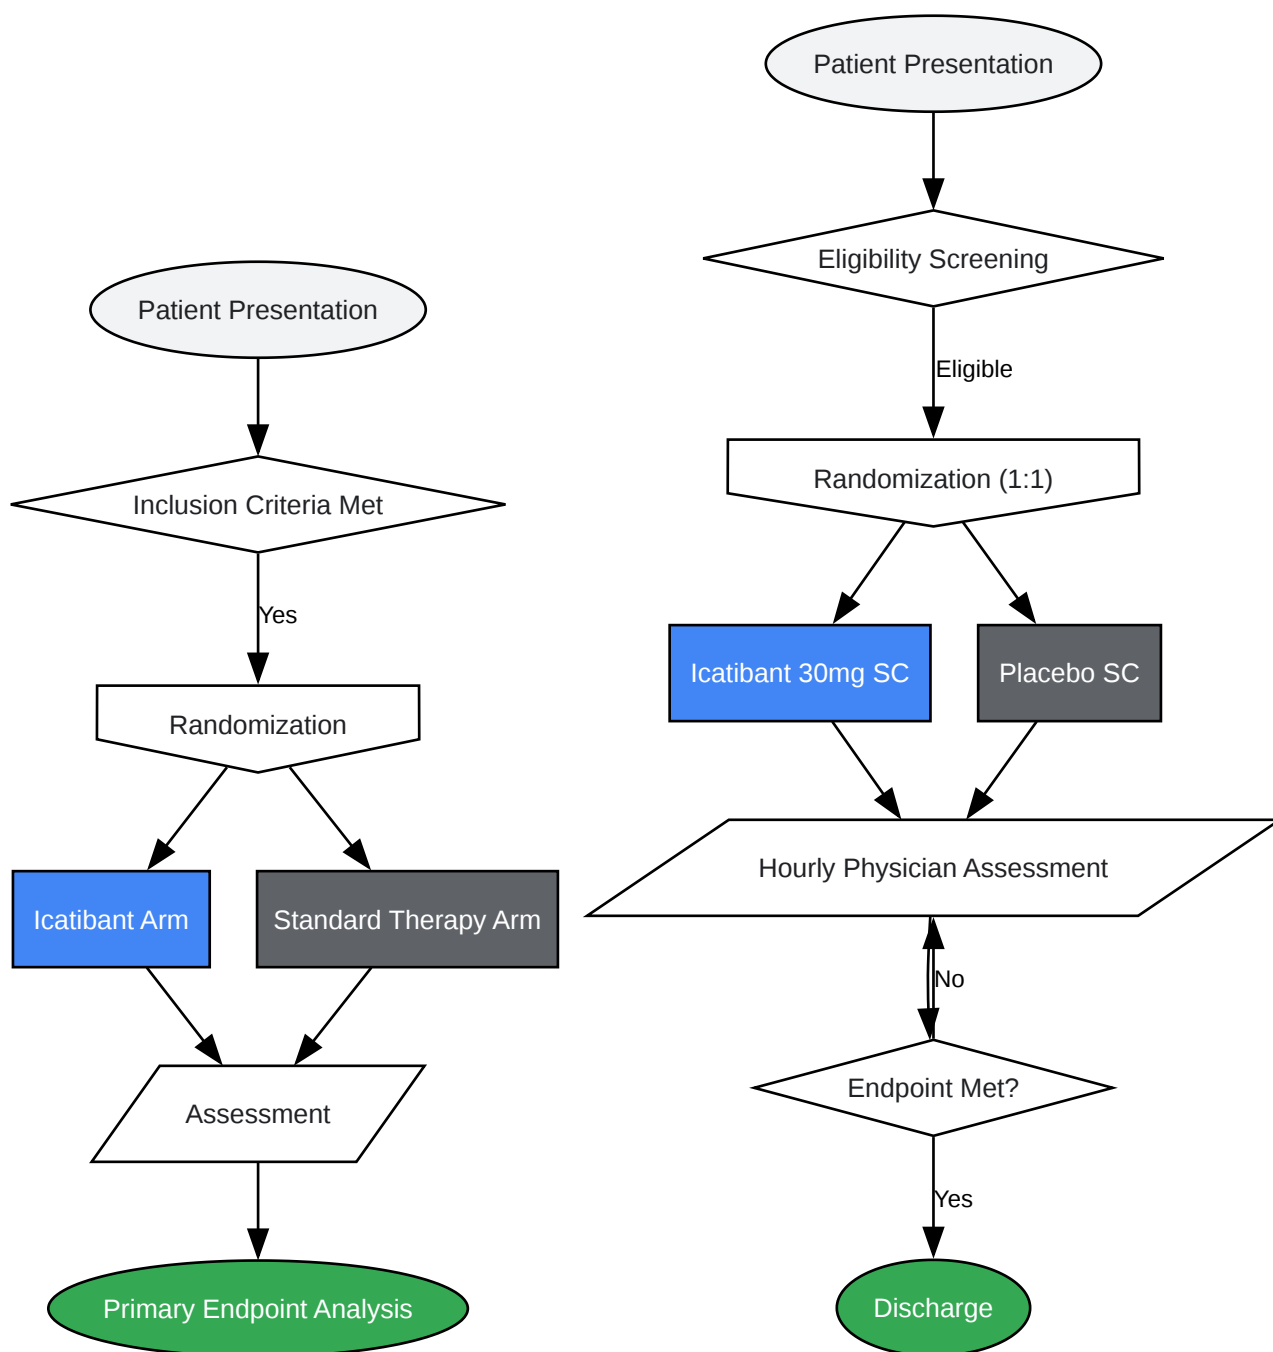 Patient Presentation
Inclusion Criteria Met
Yes
Randomization
Icatibant Arm
Standard Therapy Arm
Assessment
Primary Endpoint Analysis
Patient Presentation
Eligibility Screening
Eligible
Randomization (1:1)
Icatibant 30mg SC
Placebo SC
Hourly Physician Assessment
No
Endpoint Met?
Yes
Discharge